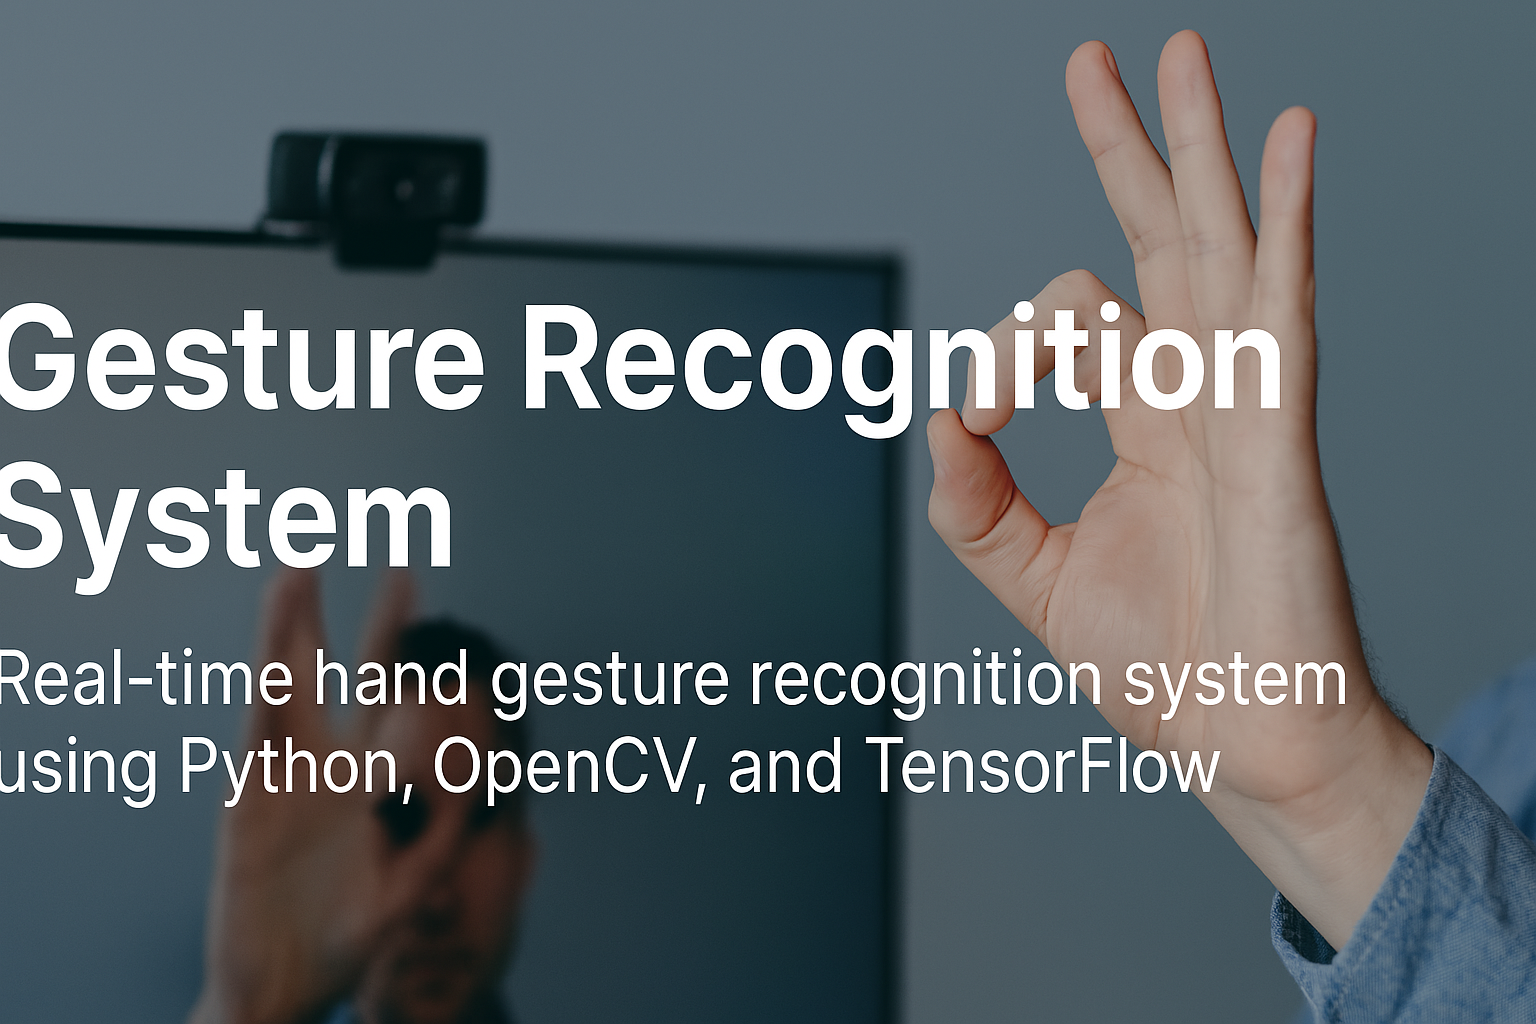 Gesture Recognition
System
Real-time hand gesture recognition system
using Python, OpenCV, and TensorFlow